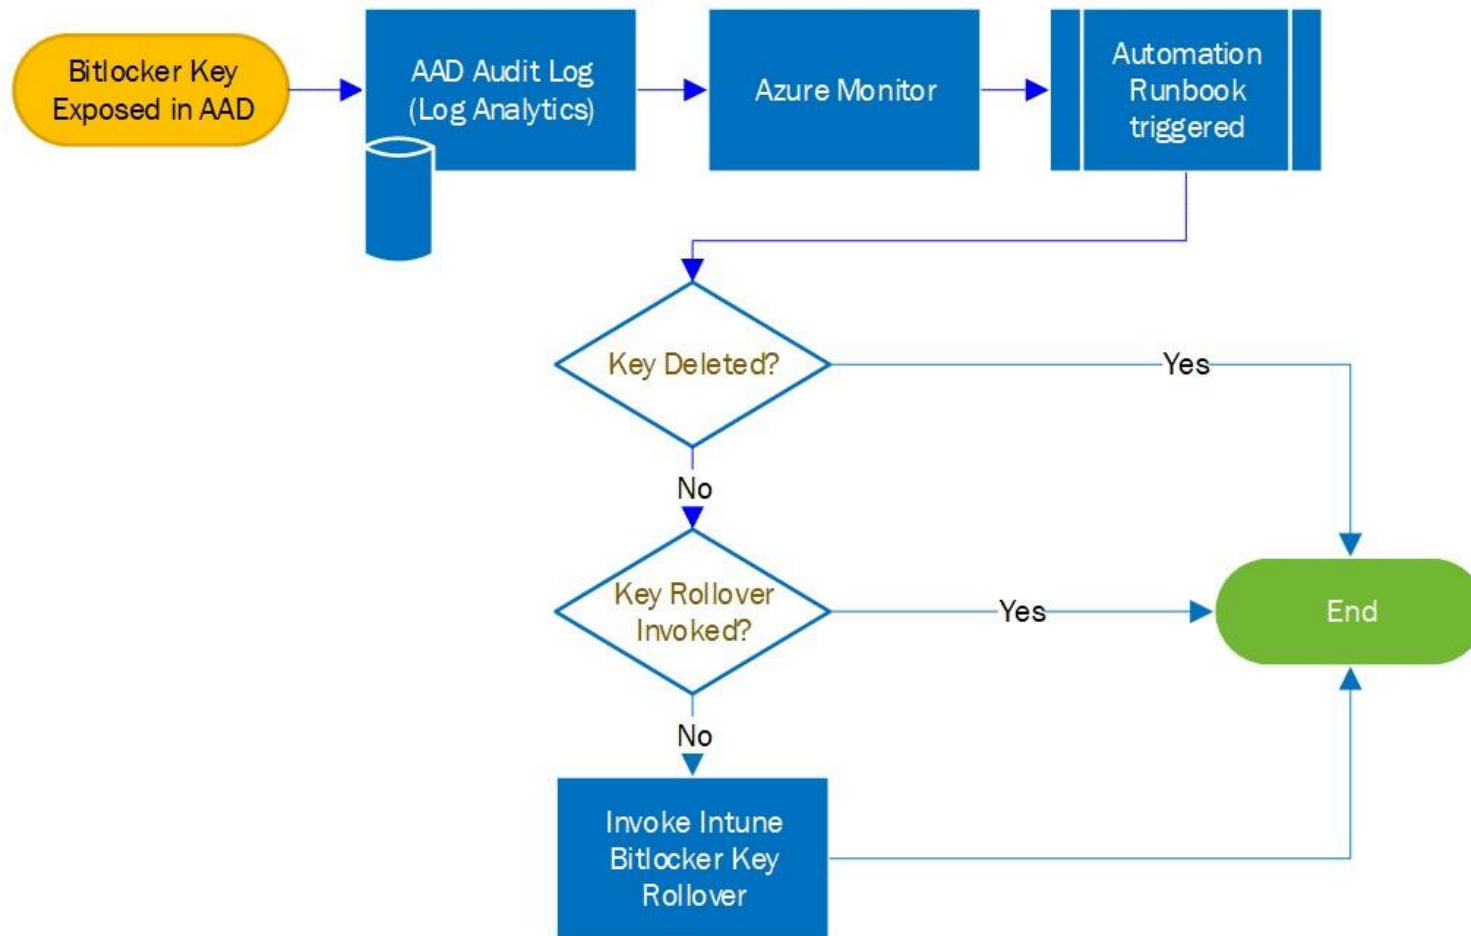 Bitlocker Key
Exposed in AAD
AAD Audit Log
(Log Analytics)
Azure Monitor
Automation
Runbook
triggered
Key Deleted?
Yes
No
Key Rollover
Invoked?
Yes
End
No
Invoke Intune
Bitlocker Key
Rollover